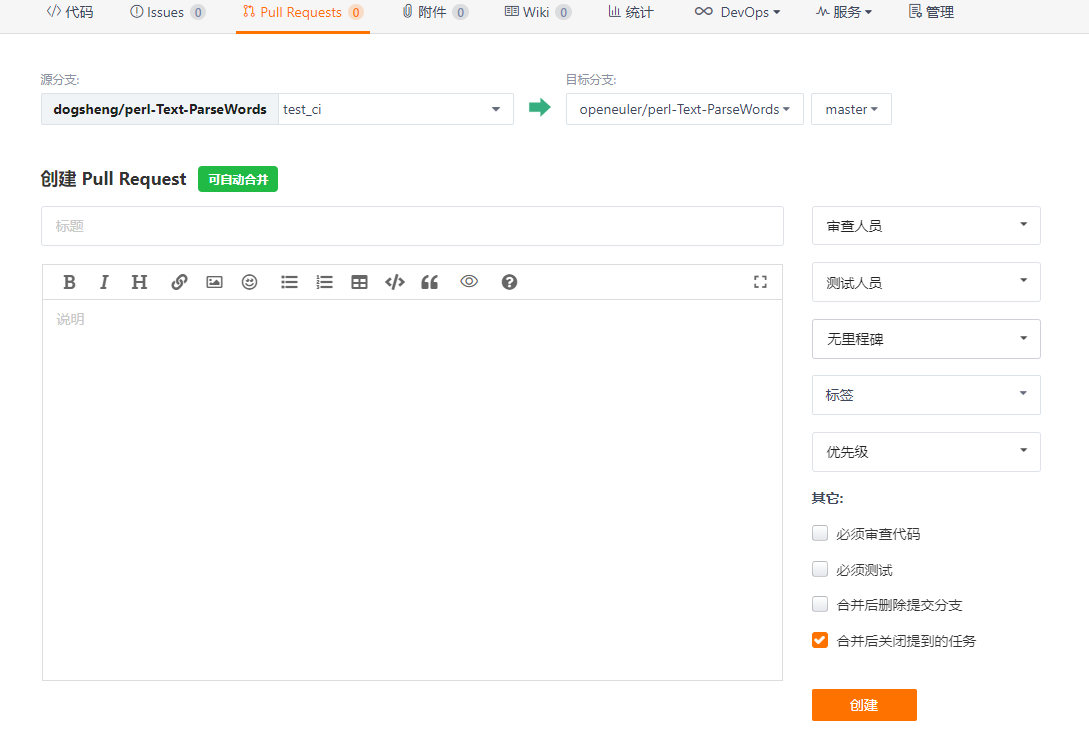 代码 Issues 0 Pull Requests 0 附件 0 Wiki 0 统计 DevOps 服务 管理
源分支: 目标分支:
dogsheng/perl-Text-ParseWords test_ci openeuler/perl-Text-ParseWords master
创建 Pull Request 可自动合并
标题
审查人员
B I H
测试人员
说明
无里程碑
标签
优先级
其它:
必须审查代码
必须测试
合并后删除提交分支
合并后关闭提到的任务
创建